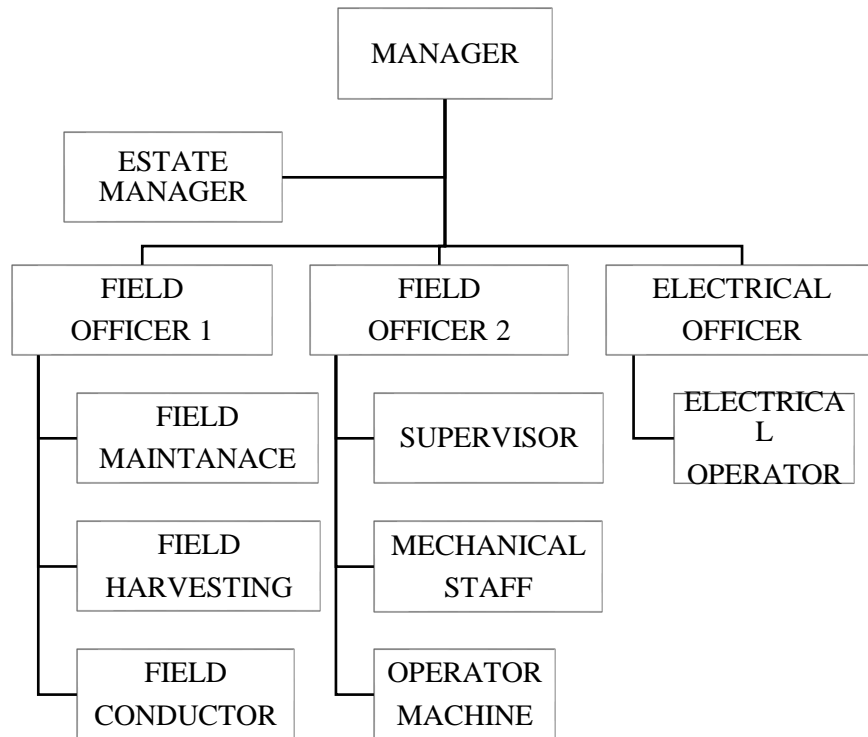 MANAGER
ESTATE
MANAGER
FIELD
OFFICER 1
FIELD
OFFICER 2
ELECTRICAL
OFFICER
FIELD
MAINTANACE
SUPERVISOR
ELECTRICA
L
OPERATOR
FIELD
HARVESTING
MECHANICAL
STAFF
FIELD
CONDUCTOR
OPERATOR
MACHINE